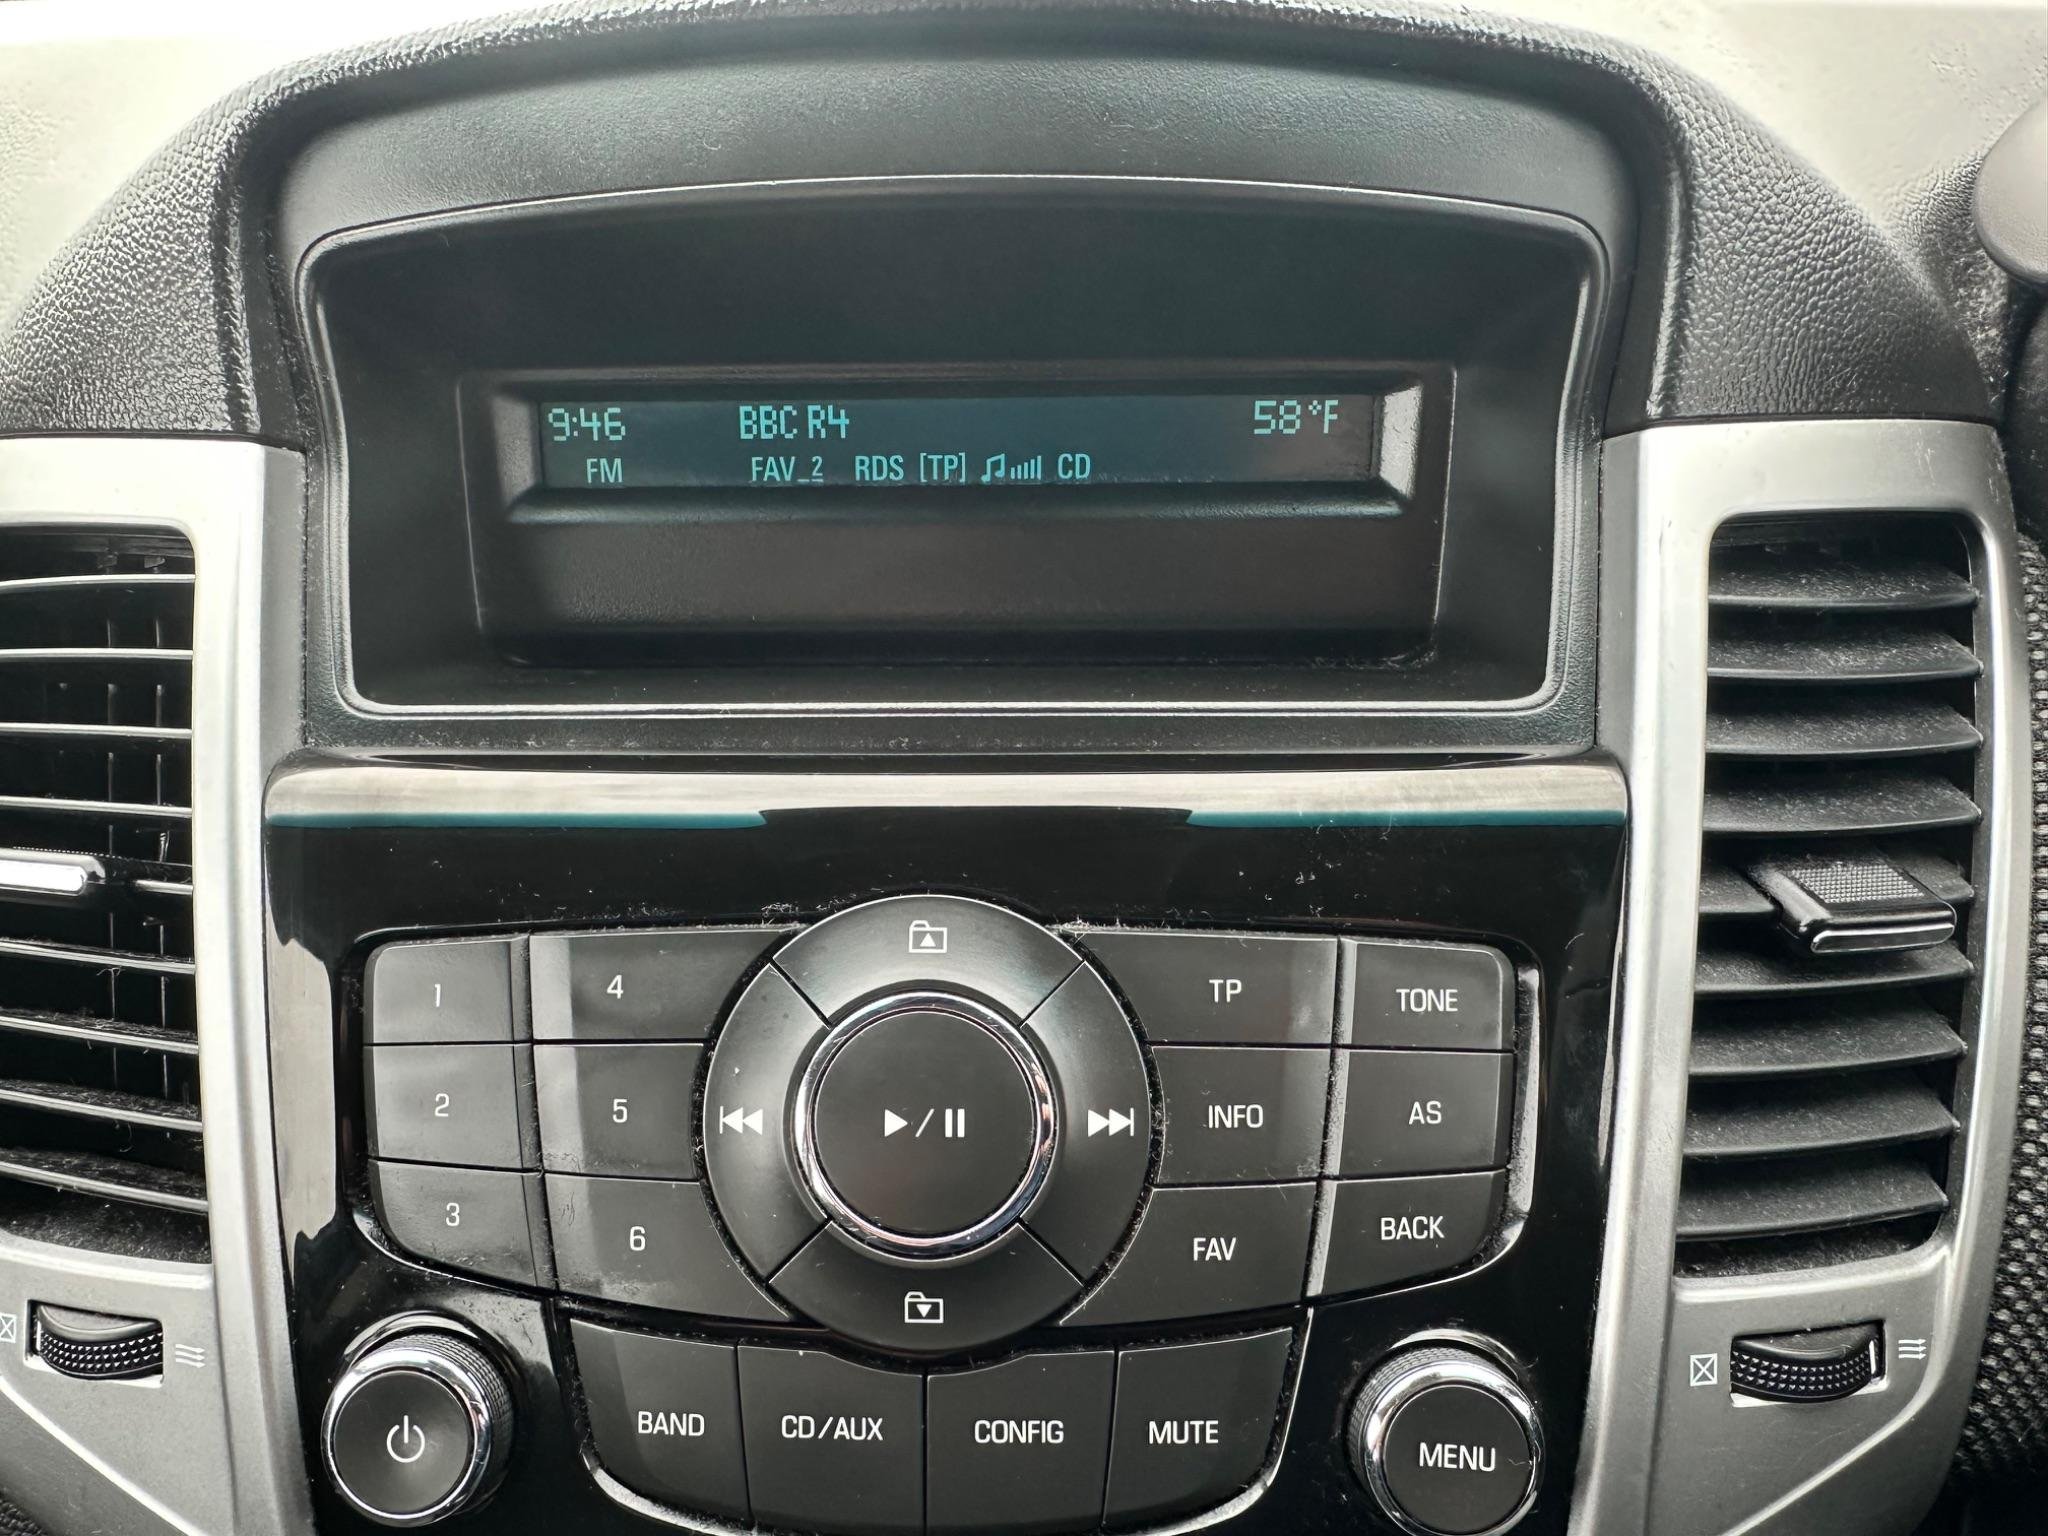 9:46 BBC R4 58°F
FM FAV_2 RDS [TP] CD
1 4 TP TONE
2 5 INFO AS
3 6 FAV BACK
BAND CD/AUX CONFIG MUTE MENU